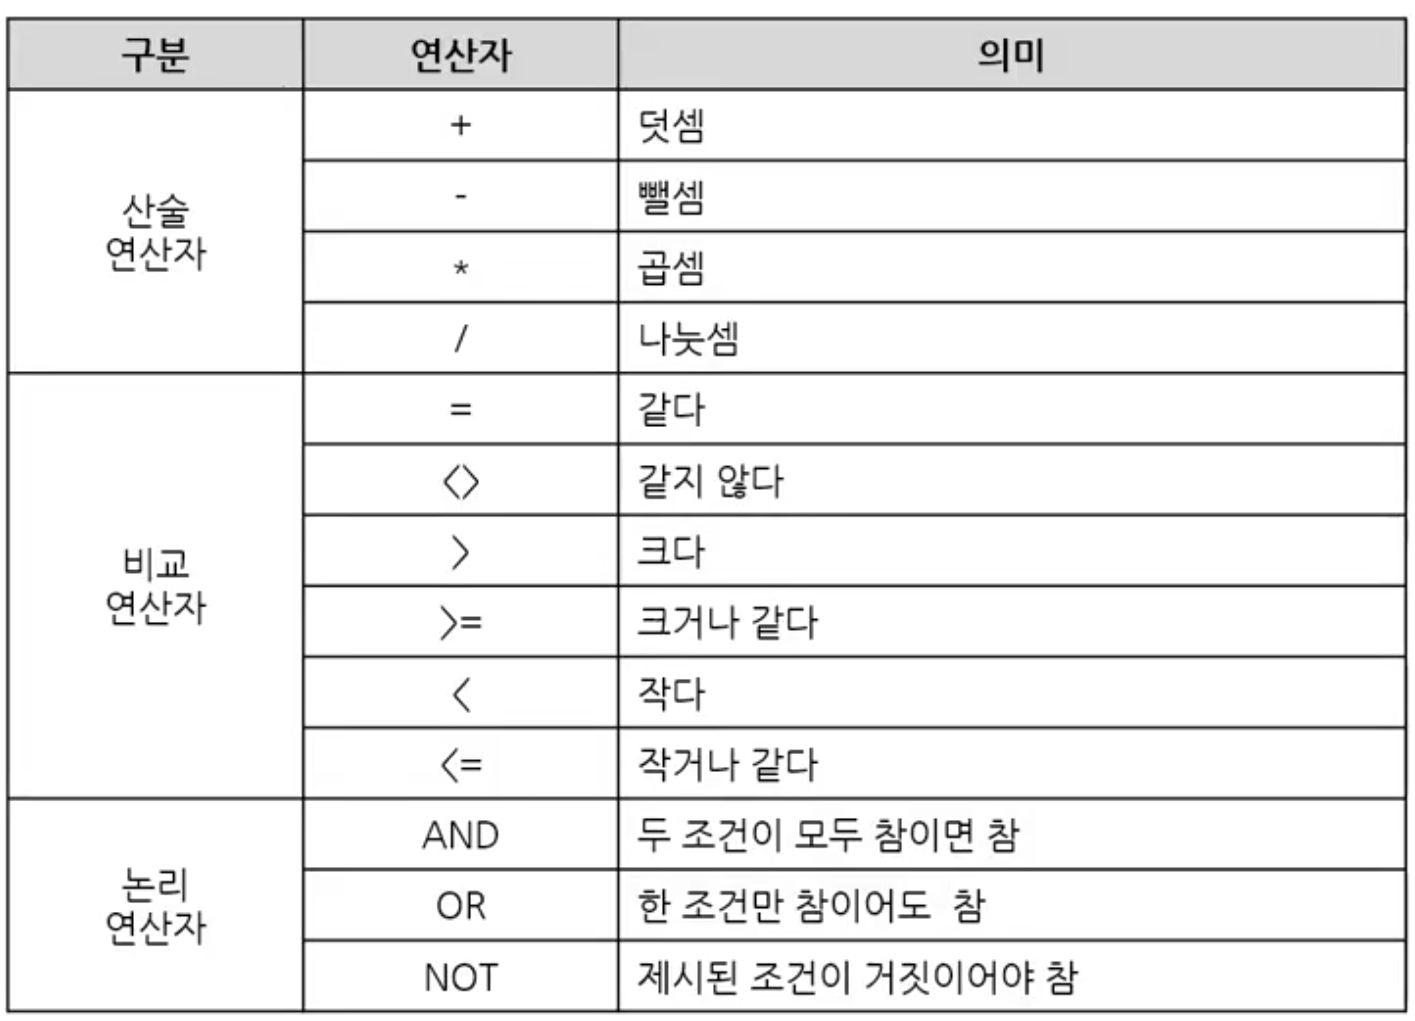 구분 연산자 의미
산술
연산자
+ 덧셈
- 뺄셈
* 곱셈
/ 나눗셈
비교
연산자
= 같다
<> 같지 않다
> 크다
>= 크거나 같다
< 작다
<= 작거나 같다
논리
연산자
AND 두 조건이 모두 참이면 참
OR 한 조건만 참이어도 참
NOT 제시된 조건이 거짓이어야 참